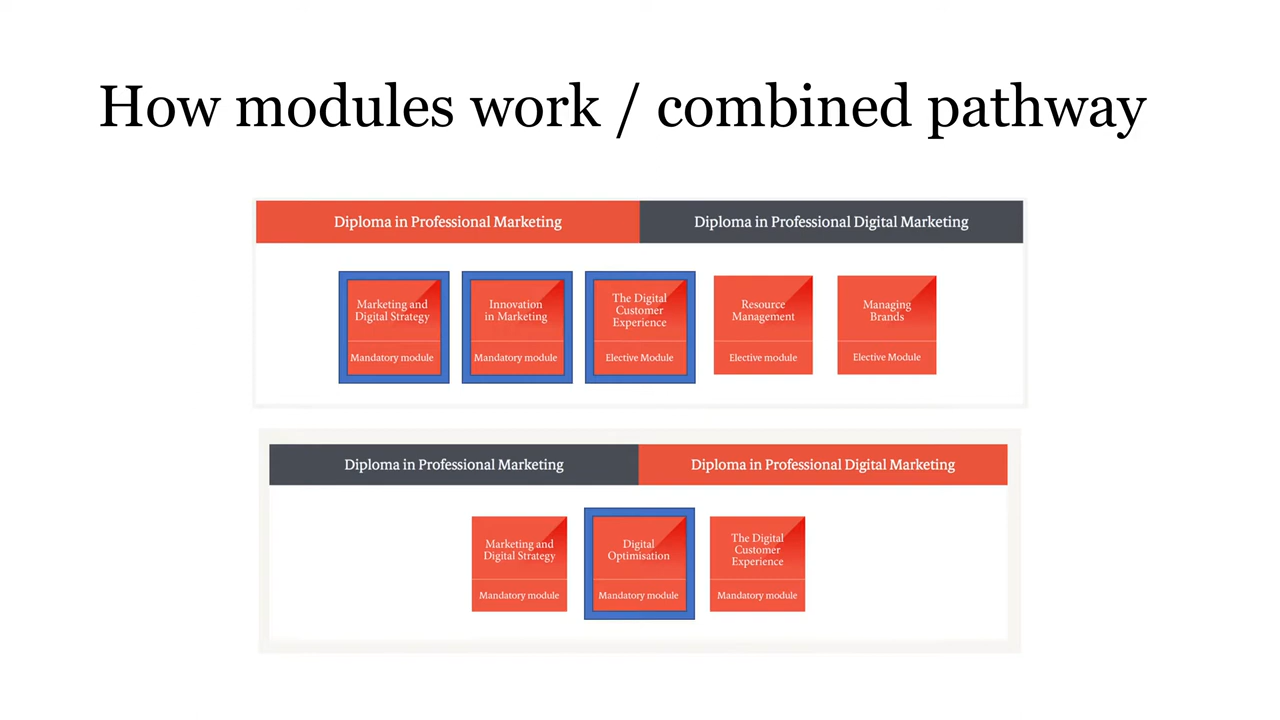 How modules work / combined pathway
Diploma in Professional Marketing
Diploma in Professional Digital Marketing
Marketing and
Digital Strategy
Mandatory module
Innovation
in Marketing
Mandatory module
The Digital
Customer
Experience
Elective Module
Resource
Management
Elective module
Managing
Brands
Elective Module
Diploma in Professional Marketing
Diploma in Professional Digital Marketing
Marketing and
Digital Strategy
Mandatory module
Digital
Optimisation
Mandatory module
The Digital
Customer
Experience
Mandatory module